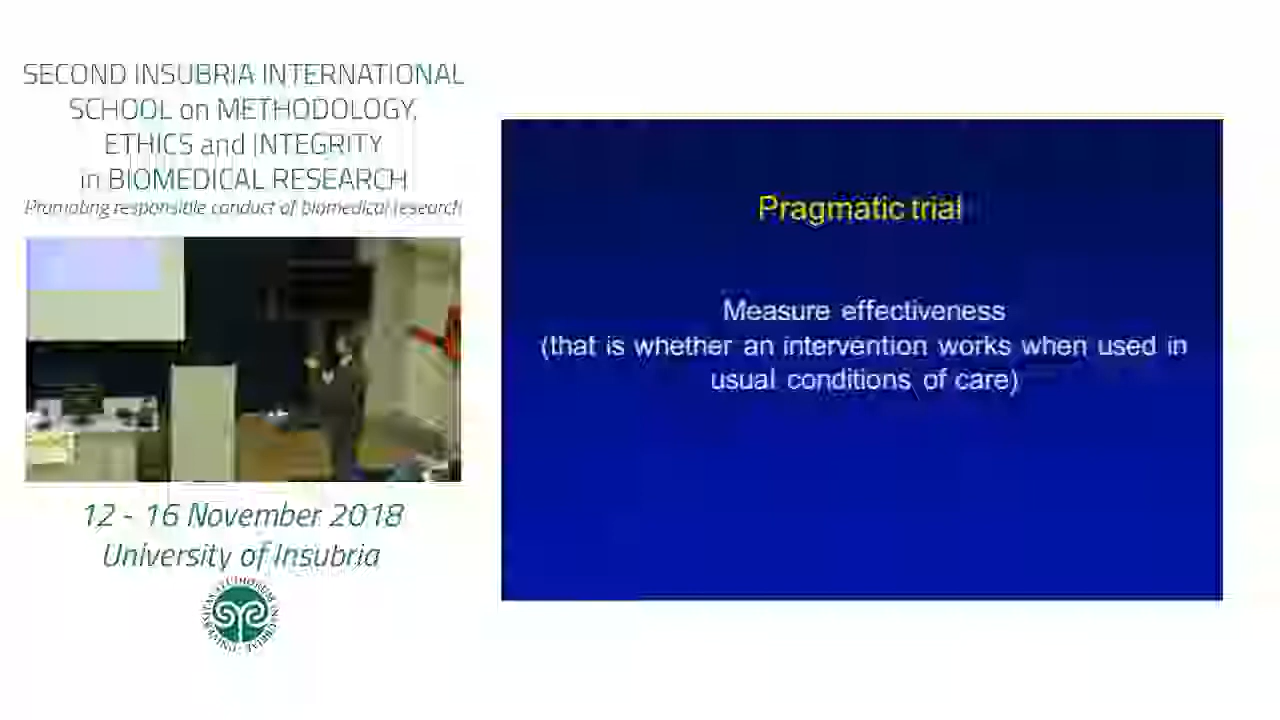 SECOND INSUBRIA INTERNATIONAL
SCHOOL on METHODOLOGY,
ETHICS and INTEGRITY
in BIOMEDICAL RESEARCH
Promoting responsible conduct of biomedical research
12 - 16 November 2018
University of Insubria
Pragmatic trial
Measure effectiveness
(that is whether an intervention works when used in
usual conditions of care)